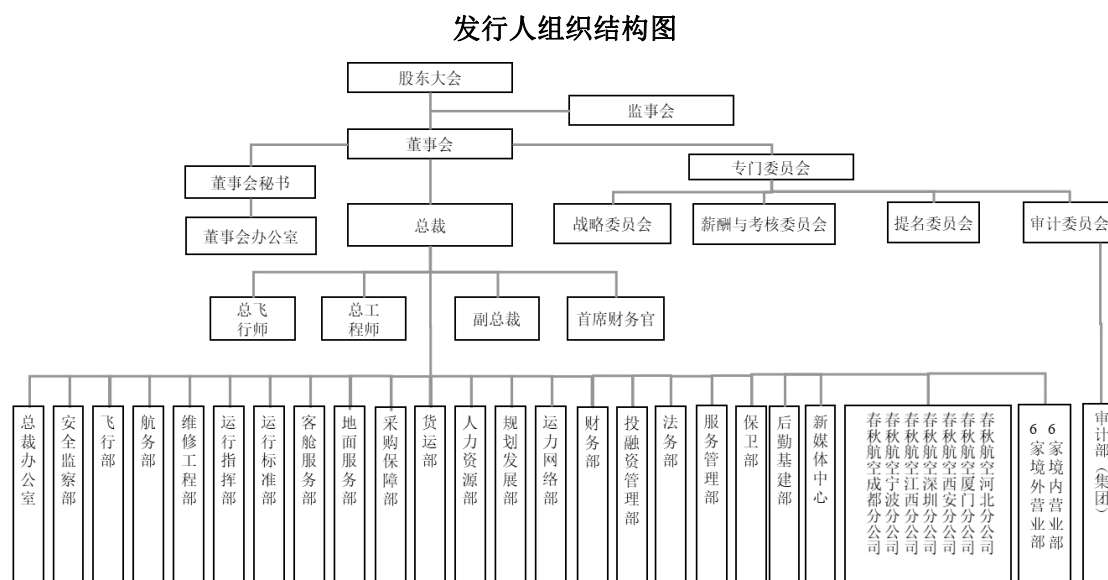 发行人组织结构图
股东大会
监事会
董事会
专门委员会
董事会秘书
董事会办公室
总裁
战略委员会
薪酬与考核委员会
提名委员会
审计委员会
总飞
行师
总工
程师
副总裁
首席财务官
总裁办公室
安全监察部
飞行部
航务部
维修工程部
运行指挥部
运行标准部
客舱服务部
地面服务部
采购保障部
货运部
人力资源部
规划发展部
运力网络部
财务部
投融资管理部
法务部
服务管理部
保卫部
后勤基建部
新媒体中心
春秋航空河北分公司
春秋航空厦门分公司
春秋航空西安分公司
春秋航空深圳分公司
春秋航空江西分公司
春秋航空宁波分公司
春秋航空成都分公司
6家境内营业部
6家境外营业部
审计部（集团）